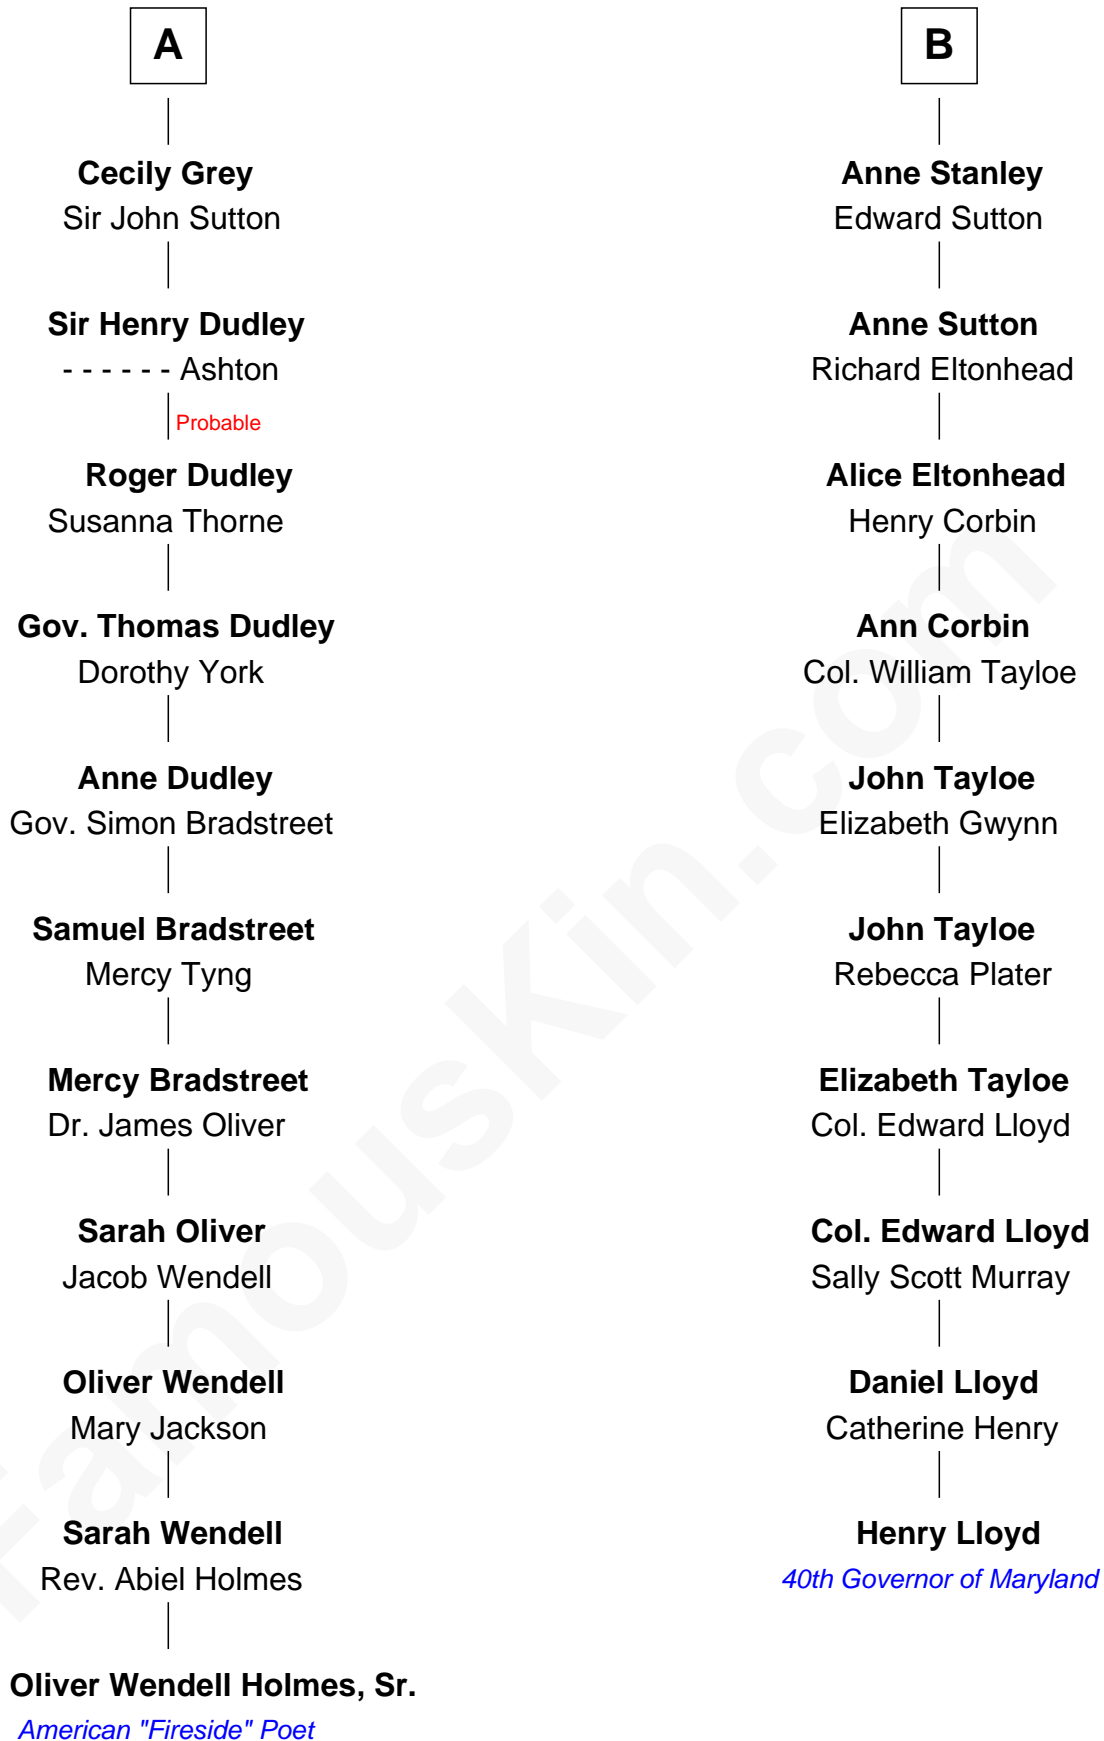 A
Cecily Grey
Sir John Sutton
Sir Henry Dudley
- - - - - - Ashton
Probable
Roger Dudley
Susanna Thorne
Gov. Thomas Dudley
Dorothy York
Anne Dudley
Gov. Simon Bradstreet
Samuel Bradstreet
Mercy Tyng
Mercy Bradstreet
Dr. James Oliver
Sarah Oliver
Jacob Wendell
Oliver Wendell
Mary Jackson
Sarah Wendell
Rev. Abiel Holmes
Oliver Wendell Holmes, Sr.
American "Fireside" Poet
B
Anne Stanley
Edward Sutton
Anne Sutton
Richard Eltonhead
Alice Eltonhead
Henry Corbin
Ann Corbin
Col. William Tayloe
John Tayloe
Elizabeth Gwynn
John Tayloe
Rebecca Plater
Elizabeth Tayloe
Col. Edward Lloyd
Col. Edward Lloyd
Sally Scott Murray
Daniel Lloyd
Catherine Henry
Henry Lloyd
40th Governor of Maryland
FamousKin.com